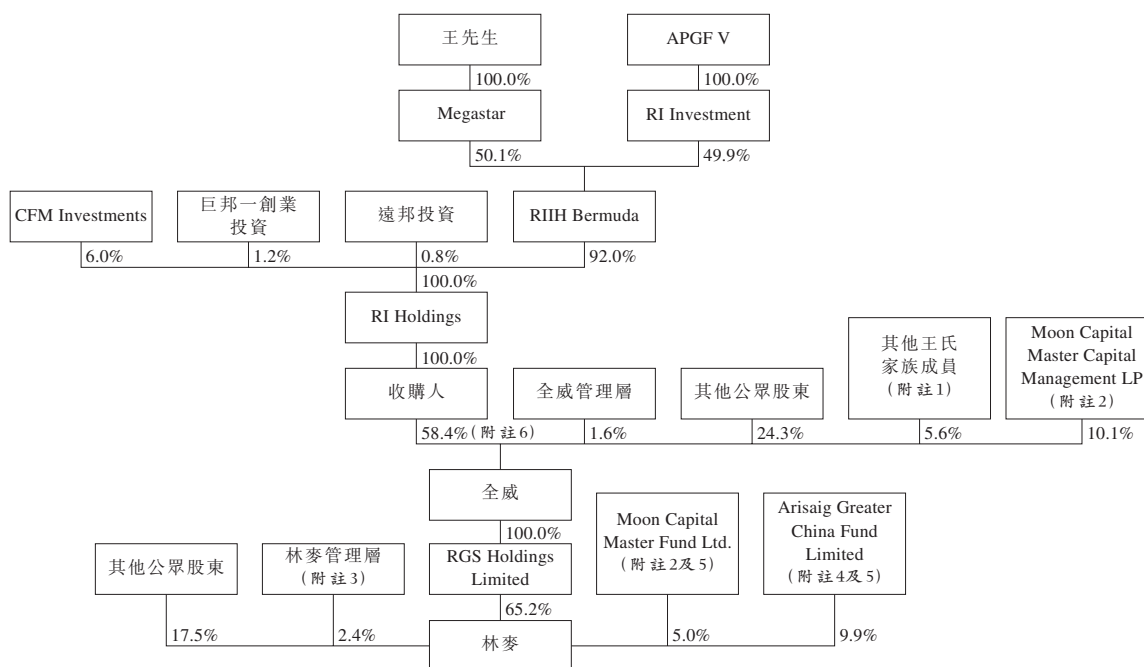 王先生
APGF V
100.0%
100.0%
Megastar
RI Investment
50.1%
49.9%
CFM Investments
巨邦一創業
投資
遠邦投資
RIIH Bermuda
6.0%
1.2%
0.8%
92.0%
100.0%
RI Holdings
100.0%
收購人
全威管理層
其他公眾股東
其他王氏
家族成員
(附註1)
Moon Capital
Master Capital
Management LP
(附註2)
58.4% (附註6)
1.6%
24.3%
5.6%
10.1%
全威
100.0%
其他公眾股東
林麥管理層
(附註3)
RGS Holdings
Limited
Moon Capital
Master Fund Ltd.
(附註2及5)
Arisaig Greater
China Fund
Limited
(附註4及5)
65.2%
17.5%
2.4%
林麥
5.0%
9.9%